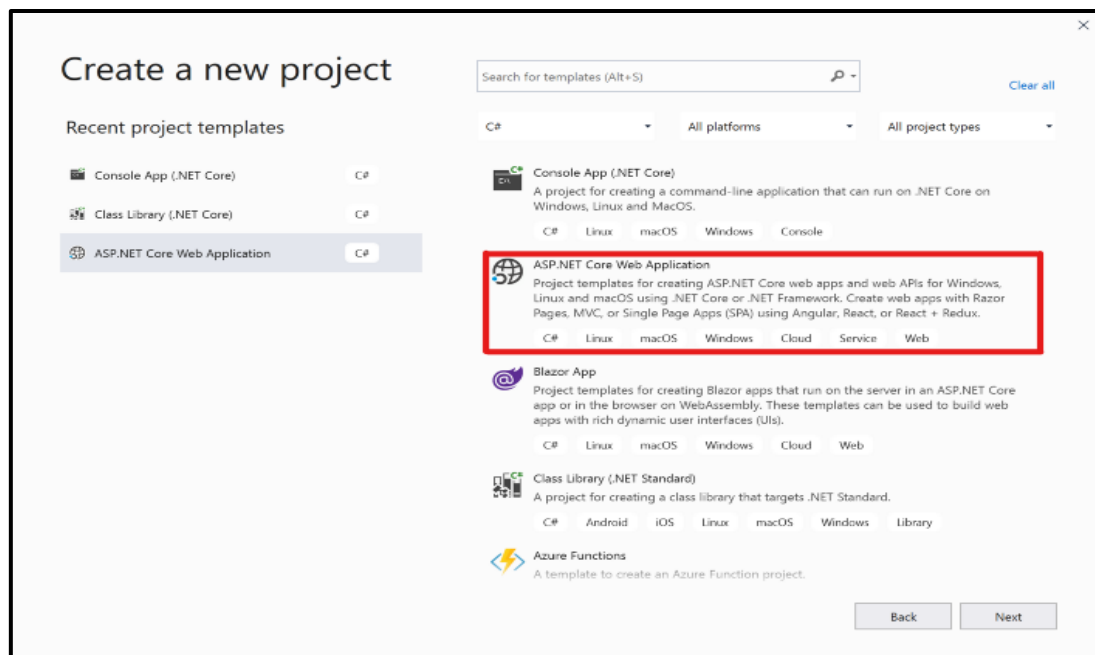 Create a new project
Search for templates (Alt+S)
Clear all
Recent project templates
C# All platforms All project types
Console App (.NET Core) C#
Class Library (.NET Core) C#
ASP.NET Core Web Application C#
Console App (.NET Core)
A project for creating a command-line application that can run on .NET Core on
Windows, Linux and MacOS.
C# Linux macOS Windows Console
ASP.NET Core Web Application
Project templates for creating ASP.NET Core web apps and web APIs for Windows,
Linux and macOS using .NET Core or .NET Framework. Create web apps with Razor
Pages, MVC, or Single Page Apps (SPA) using Angular, React, or React + Redux.
C# Linux macOS Windows Cloud Service Web
Blazor App
Project templates for creating Blazor apps that run on the server in an ASP.NET Core
app or in the browser on WebAssembly. These templates can be used to build web
apps with rich dynamic user interfaces (UIs).
C# Linux macOS Windows Cloud Web
Class Library (.NET Standard)
A project for creating a class library that targets .NET Standard.
C# Android iOS Linux macOS Windows Library
Azure Functions
A template to create an Azure Function project.
Back Next